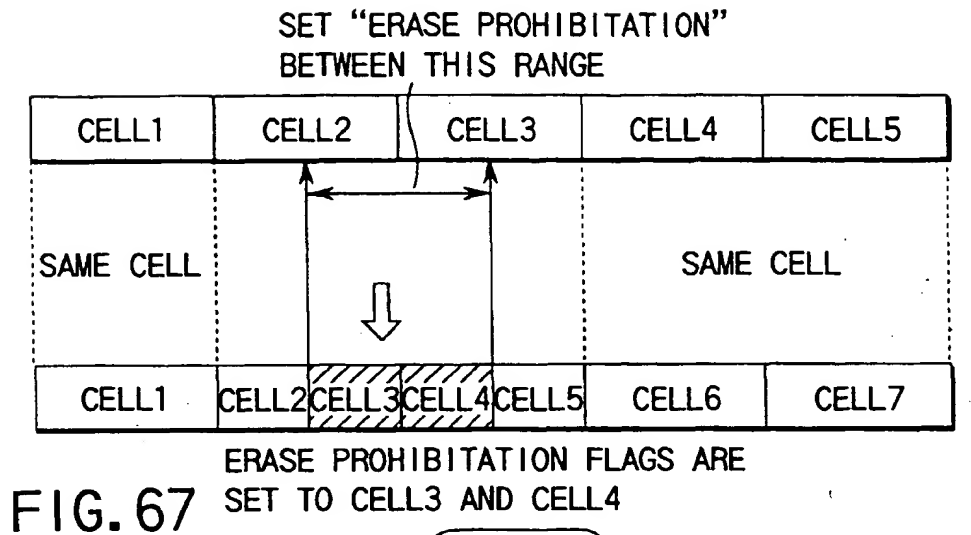 SET “ERASE PROHIBITATION”
BETWEEN THIS RANGE
CELL1 CELL2 CELL3 CELL4 CELL5
SAME CELL SAME CELL
CELL1 CELL2 CELL3 CELL4 CELL5 CELL6 CELL7
ERASE PROHIBITATION FLAGS ARE
SET TO CELL3 AND CELL4
FIG. 67